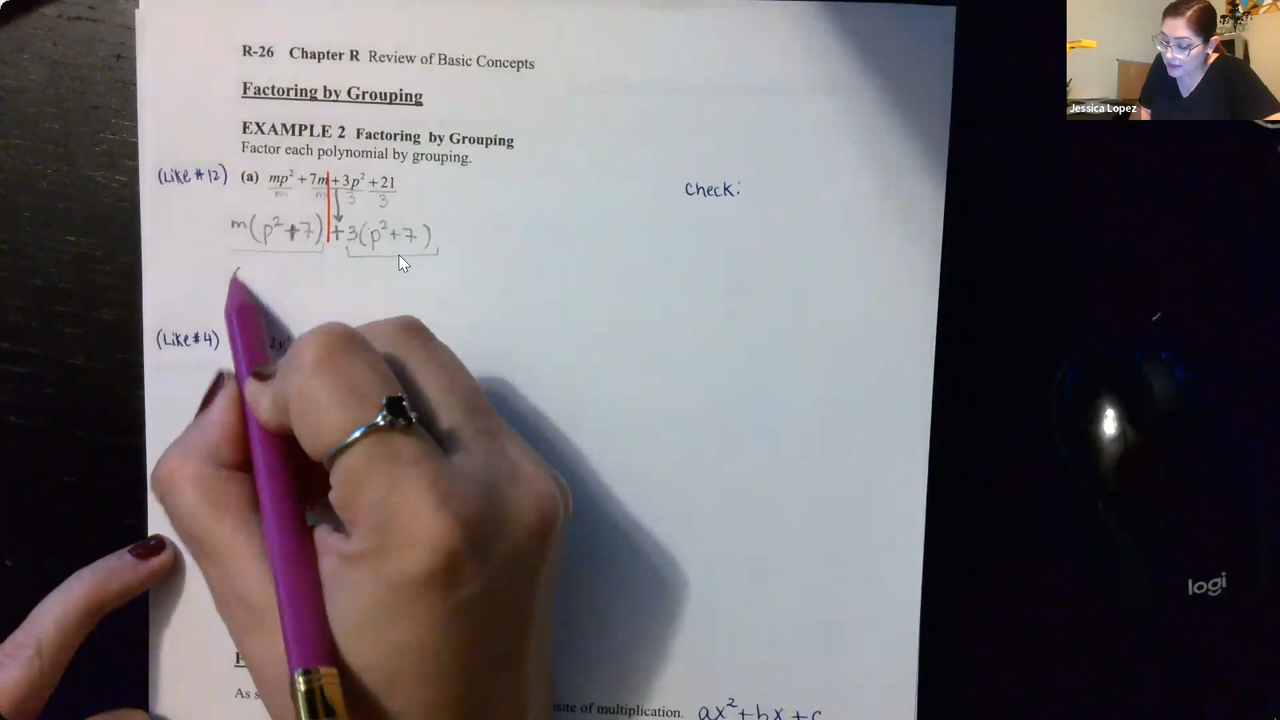 R-26 Chapter R Review of Basic Concepts
Factoring by Grouping
EXAMPLE 2 Factoring by Grouping
Factor each polynomial by grouping.
(Like #12) (a) mp² + 7m + 3p² + 21
m m 3 3
m(p²+7) + 3(p²+7)
check:
(
(Like #4)
As
of multiplication. ax²+bx+c
Jessica Lopez
logi